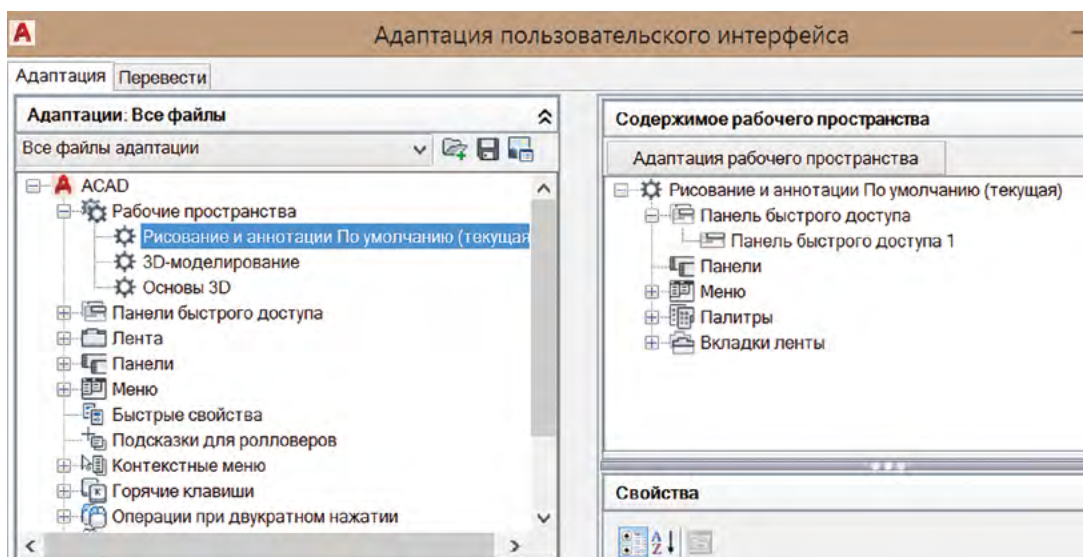 Адаптация пользовательского интерфейса
Адаптация Перевести
Адаптации: Все файлы
Все файлы адаптации
ACAD
Рабочие пространства
Рисование и аннотации По умолчанию (текущая
3D-моделирование
Основы 3D
Панели быстрого доступа
Лента
Панели
Меню
Быстрые свойства
Подсказки для ролловеров
Контекстные меню
Горячие клавиши
Операции при двукратном нажатии
Содержимое рабочего пространства
Адаптация рабочего пространства
Рисование и аннотации По умолчанию (текущая)
Панель быстрого доступа
Панель быстрого доступа 1
Панели
Меню
Палитры
Вкладки ленты
Свойства